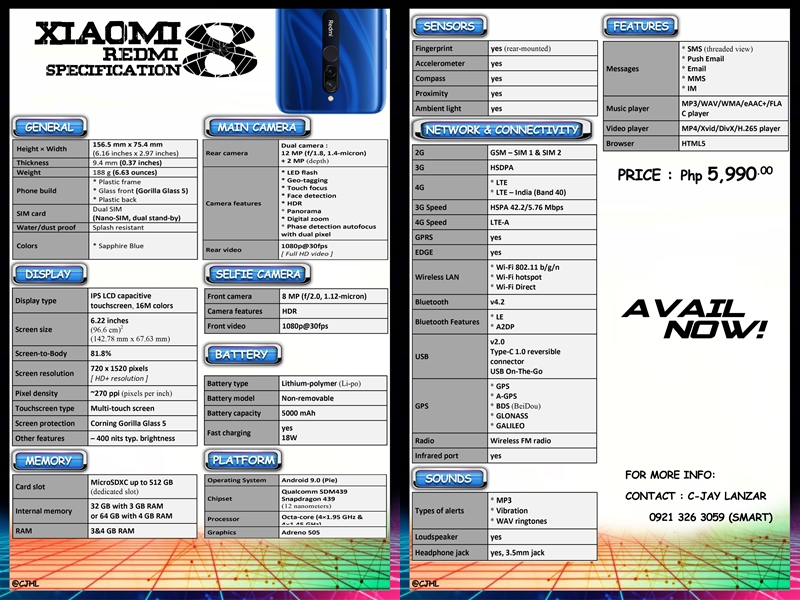 XIAOMI
REDMI
SPECIFICATION
8
Redmi
GENERAL
Height × Width
156.5 mm x 75.4 mm
(6.16 inches x 2.97 inches)
Thickness
9.4 mm (0.37 inches)
Weight
188 g (6.63 ounces)
Phone build
* Plastic frame
* Glass front (Gorilla Glass 5)
* Plastic back
SIM card
Dual SIM
(Nano-SIM, dual stand-by)
Water/dust proof
Splash resistant
Colors
* Sapphire Blue
DISPLAY
Display type
IPS LCD capacitive
touchscreen, 16M colors
Screen size
6.22 inches
(96.6 cm)2
(142.78 mm x 67,63 mm)
Screen-to-Body
81.8%
Screen resolution
720 x 1520 pixels
[ HD+ resolution ]
Pixel density
~270 ppi (pixels per inch)
Touchscreen type
Multi-touch screen
Screen protection
Corning Gorilla Glass 5
Other features
– 400 nits typ. brightness
MEMORY
Card slot
MicroSDXC up to 512 GB
(dedicated slot)
Internal memory
32 GB with 3 GB RAM
or 64 GB with 4 GB RAM
RAM
3&4 GB RAM
@CJHL
MAIN CAMERA
Rear camera
Dual camera :
12 MP (f/1.8, 1.4-micron)
+ 2 MP (depth)
Camera features
* LED flash
* Geo-tagging
* Touch focus
* Face detection
* HDR
* Panorama
* Digital zoom
* Phase detection autofocus
with dual pixel
Rear video
1080p@30fps
[ Full HD video ]
SELFIE CAMERA
Front camera
8 MP (f/2.0, 1.12-micron)
Camera features
HDR
Front video
1080p@30fps
BATTERY
Battery type
Lithium-polymer (Li-po)
Battery model
Non-removable
Battery capacity
5000 mAh
Fast charging
yes
18W
PLATFORM
Operating System
Android 9.0 (Pie)
Chipset
Qualcomm SDM439
Snapdragon 439
(12 nanometers)
Processor
Octa-core (4×1.95 GHz &
4×1.45 GHz)
Graphics
Adreno 505
SENSORS
Fingerprint
yes (rear-mounted)
Accelerometer
yes
Compass
yes
Proximity
yes
Ambient light
yes
NETWORK & CONNECTIVITY
2G
GSM – SIM 1 & SIM 2
3G
HSDPA
4G
* LTE
* LTE – India (Band 40)
3G Speed
HSPA 42.2/5.76 Mbps
4G Speed
LTE-A
GPRS
yes
EDGE
yes
Wireless LAN
* Wi-Fi 802.11 b/g/n
* Wi-Fi hotspot
* Wi-Fi Direct
Bluetooth
v4.2
Bluetooth Features
* LE
* A2DP
USB
v2.0
Type-C 1.0 reversible
connector
USB On-The-Go
GPS
* GPS
* A-GPS
* BDS (BeiDou)
* GLONASS
* GALILEO
Radio
Wireless FM radio
Infrared port
yes
SOUNDS
Types of alerts
* MP3
* Vibration
* WAV ringtones
Loudspeaker
yes
Headphone jack
yes, 3.5mm jack
@CJHL
FEATURES
Messages
* SMS (threaded view)
* Push Email
* Email
* MMS
* IM
Music player
MP3/WAV/WMA/eAAC+/FLA
C player
Video player
MP4/Xvid/DivX/H.265 player
Browser
HTML5
PRICE : Php 5,990.00
AVAIL
NOW!
FOR MORE INFO:
CONTACT : C-JAY LANZAR
0921 326 3059 (SMART)